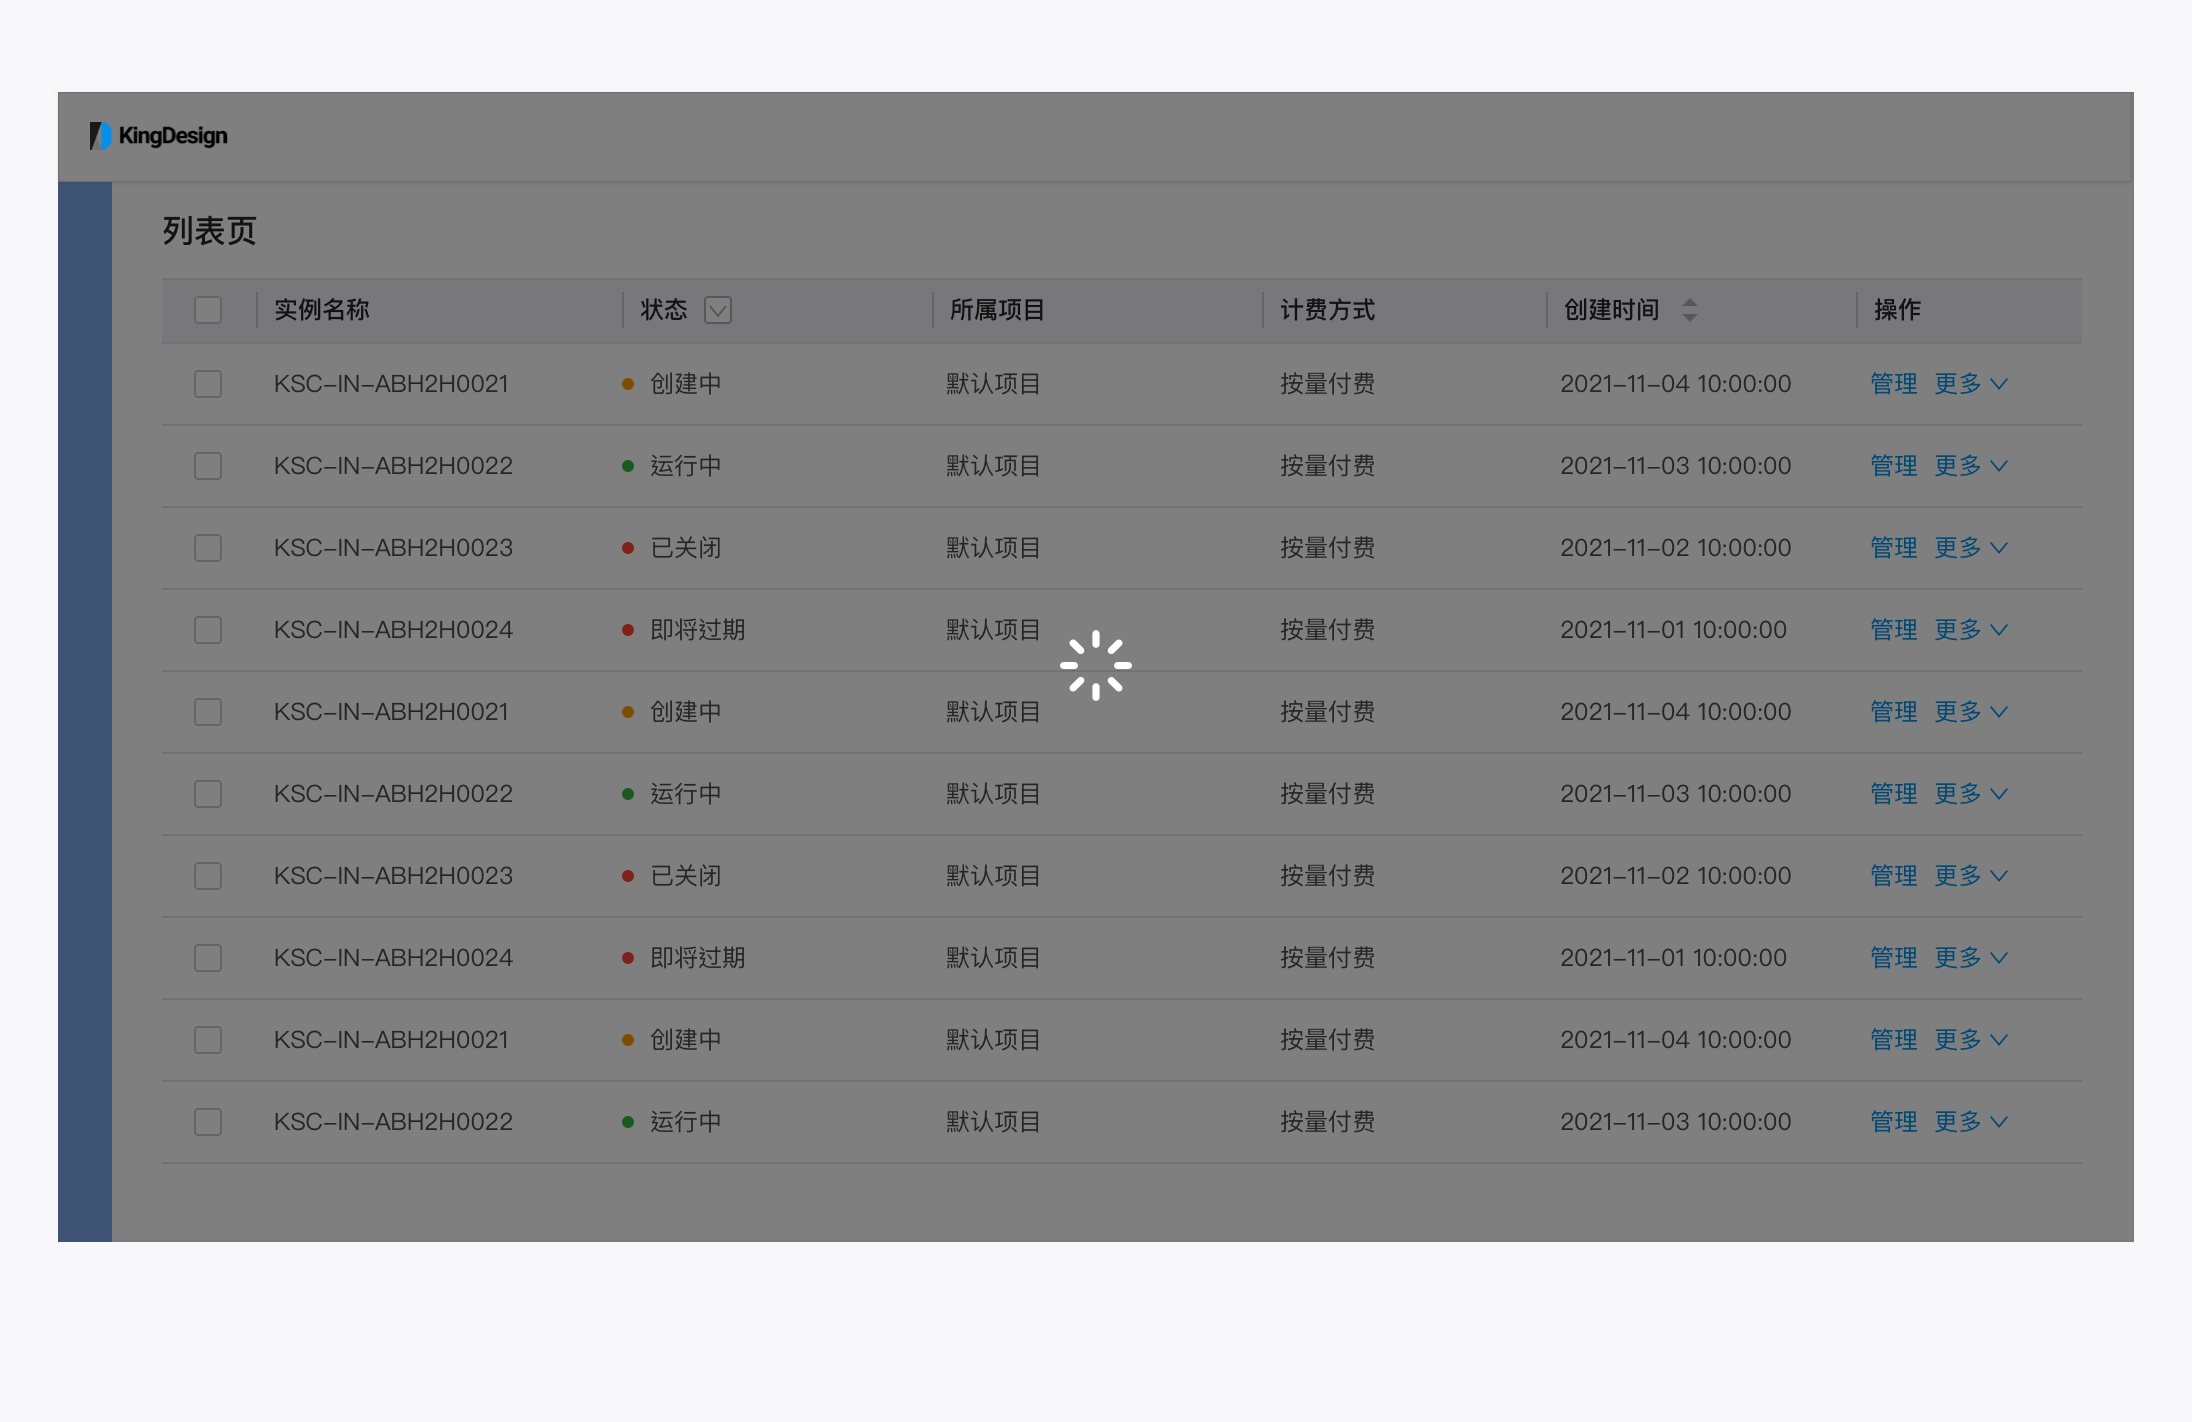 KingDesign
列表页
实例名称 状态 所属项目 计费方式 创建时间 操作
KSC-IN-ABH2H0021 创建中 默认项目 按量付费 2021-11-04 10:00:00 管理 更多
KSC-IN-ABH2H0022 运行中 默认项目 按量付费 2021-11-03 10:00:00 管理 更多
KSC-IN-ABH2H0023 已关闭 默认项目 按量付费 2021-11-02 10:00:00 管理 更多
KSC-IN-ABH2H0024 即将过期 默认项目 按量付费 2021-11-01 10:00:00 管理 更多
KSC-IN-ABH2H0021 创建中 默认项目 按量付费 2021-11-04 10:00:00 管理 更多
KSC-IN-ABH2H0022 运行中 默认项目 按量付费 2021-11-03 10:00:00 管理 更多
KSC-IN-ABH2H0023 已关闭 默认项目 按量付费 2021-11-02 10:00:00 管理 更多
KSC-IN-ABH2H0024 即将过期 默认项目 按量付费 2021-11-01 10:00:00 管理 更多
KSC-IN-ABH2H0021 创建中 默认项目 按量付费 2021-11-04 10:00:00 管理 更多
KSC-IN-ABH2H0022 运行中 默认项目 按量付费 2021-11-03 10:00:00 管理 更多